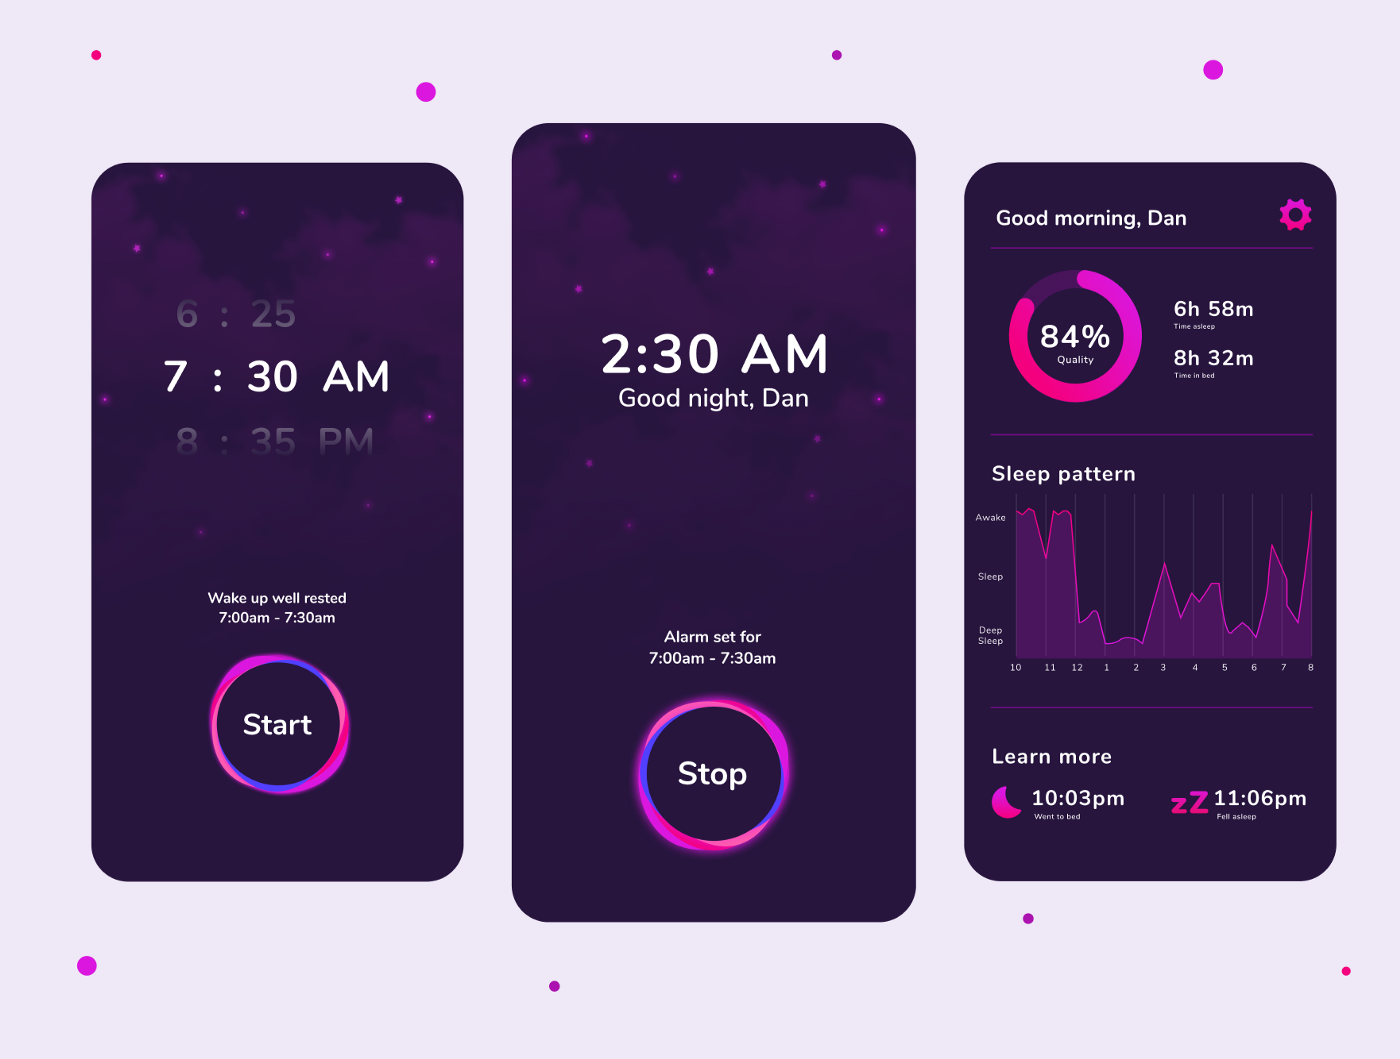 6 : 25
7 : 30 AM
8 : 35 PM
Wake up well rested
7:00am - 7:30am
Start
2:30 AM
Good night, Dan
Alarm set for
7:00am - 7:30am
Stop
Good morning, Dan
84%
Quality
6h 58m
Time asleep
8h 32m
Time in bed
Sleep pattern
Awake
Sleep
Deep
Sleep
10 11 12 1 2 3 4 5 6 7 8
Learn more
10:03pm
Went to bed
zZ 11:06pm
Fell asleep